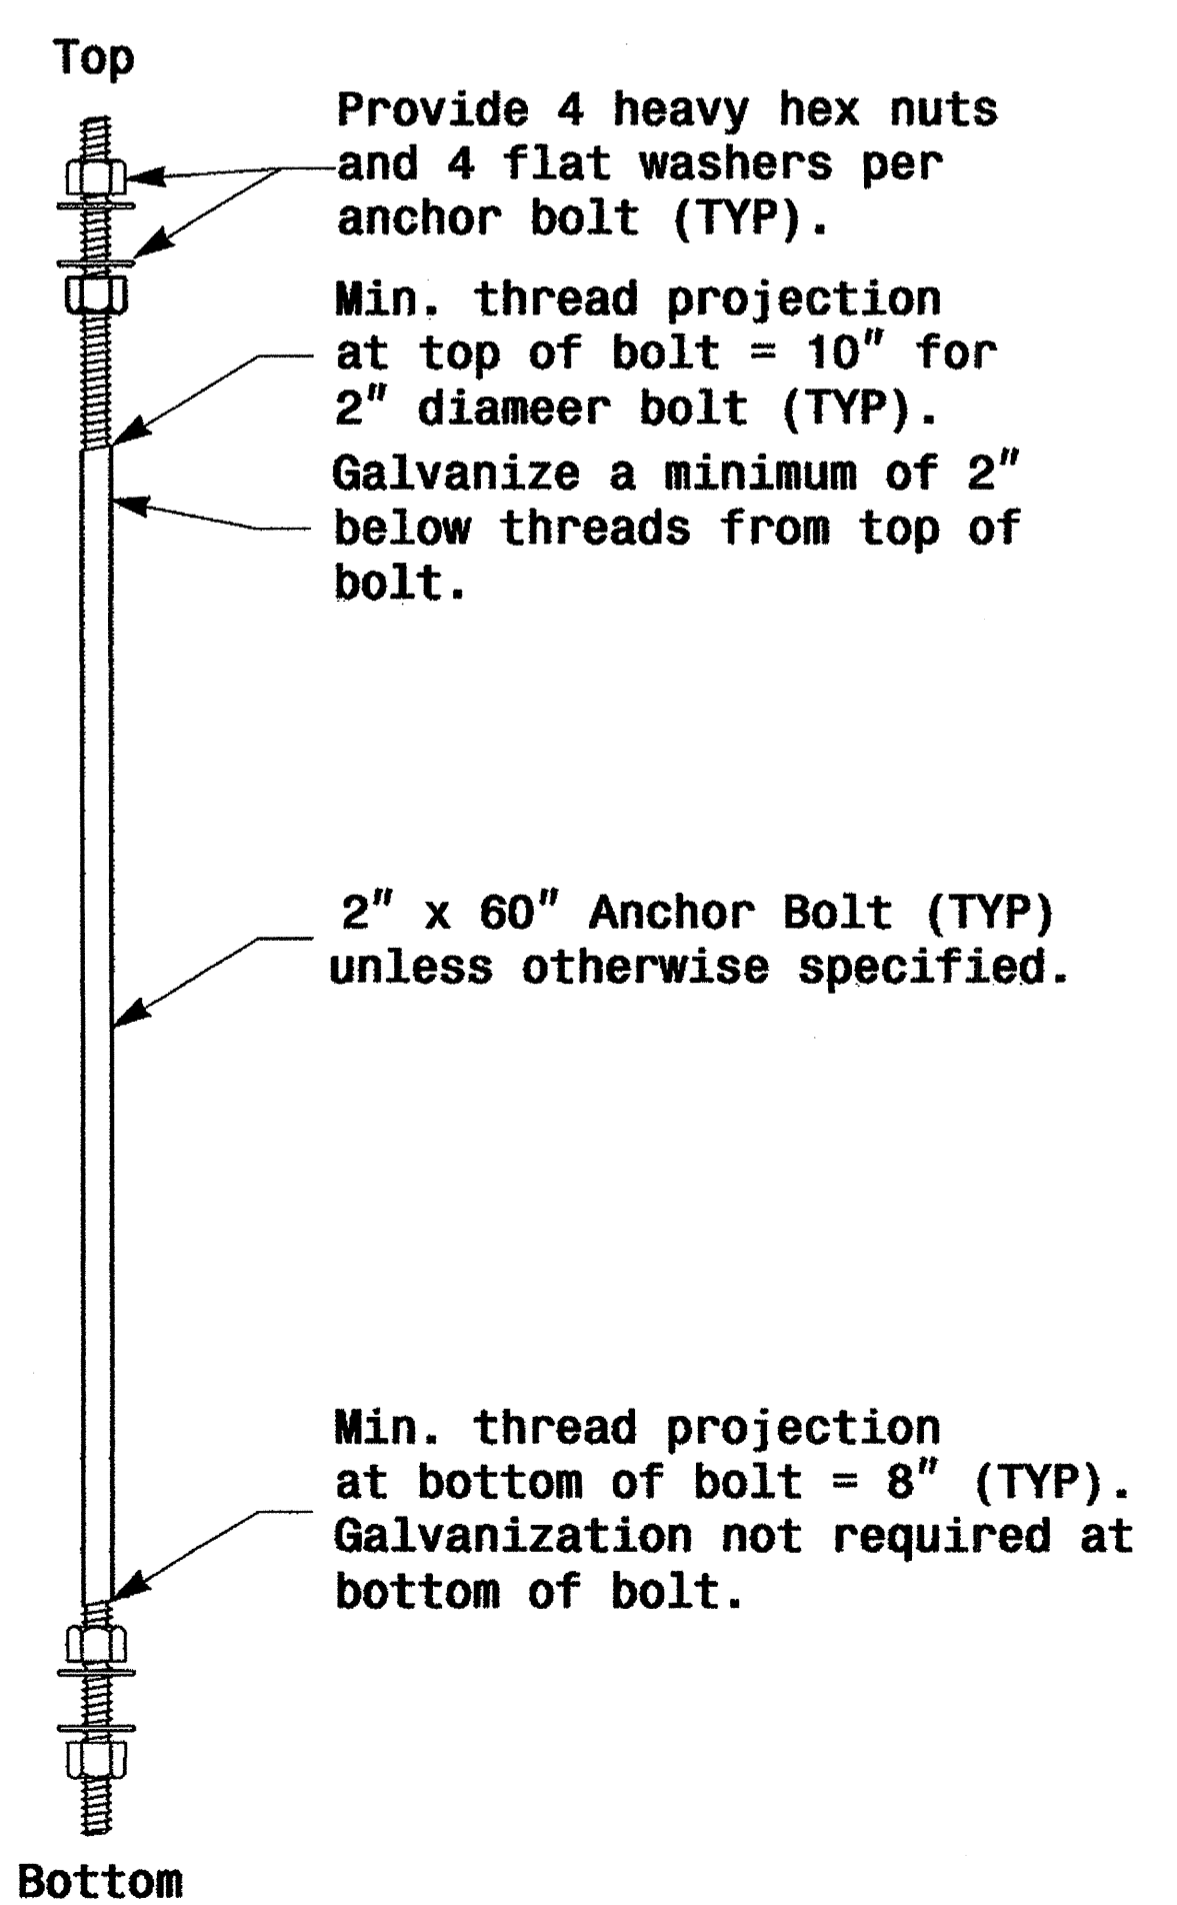 Top
Provide 4 heavy hex nuts
and 4 flat washers per
anchor bolt (TYP).
Min. thread projection
at top of bolt = 10" for
2" diameer bolt (TYP).
Galvanize a minimum of 2"
below threads from top of
bolt.
2" x 60" Anchor Bolt (TYP)
unless otherwise specified.
Min. thread projection
at bottom of bolt = 8" (TYP).
Galvanization not required at
bottom of bolt.
Bottom